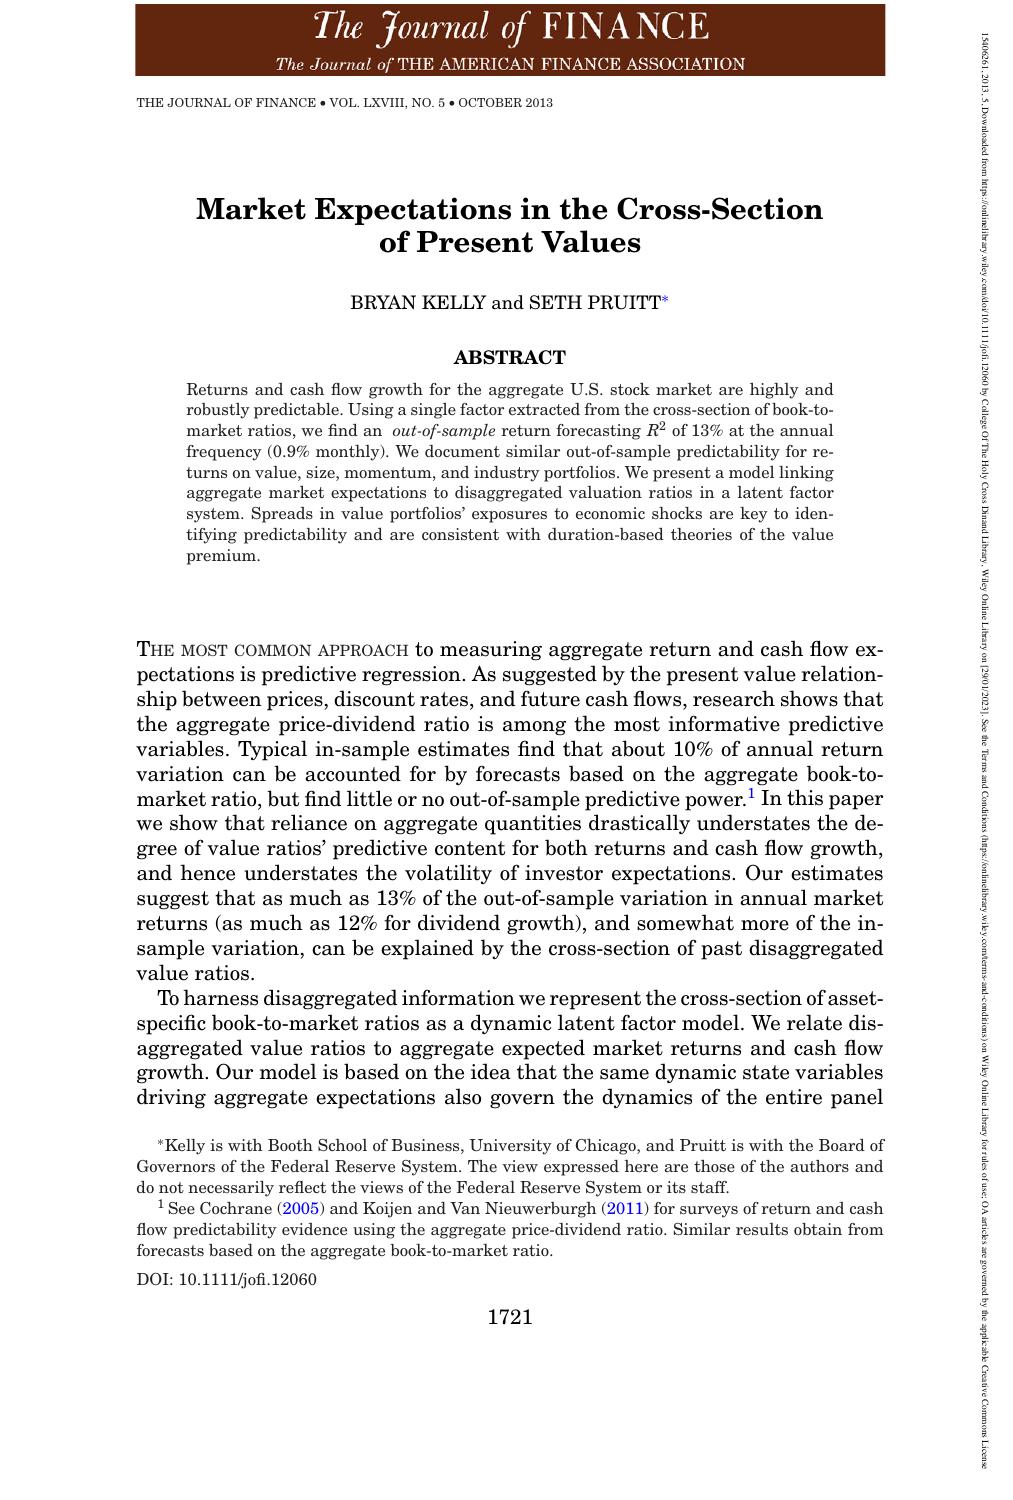 The Journal of FINANCE
The Journal of THE AMERICAN FINANCE ASSOCIATION
THE JOURNAL OF FINANCE • VOL. LXVIII, NO. 5 • OCTOBER 2013
Market Expectations in the Cross-Section
of Present Values
BRYAN KELLY and SETH PRUITT*
ABSTRACT
Returns and cash flow growth for the aggregate U.S. stock market are highly and
robustly predictable. Using a single factor extracted from the cross-section of book-to-
market ratios, we find an out-of-sample return forecasting R² of 13% at the annual
frequency (0.9% monthly). We document similar out-of-sample predictability for re-
turns on value, size, momentum, and industry portfolios. We present a model linking
aggregate market expectations to disaggregated valuation ratios in a latent factor
system. Spreads in value portfolios' exposures to economic shocks are key to iden-
tifying predictability and are consistent with duration-based theories of the value
premium.
THE MOST COMMON APPROACH to measuring aggregate return and cash flow ex-
pectations is predictive regression. As suggested by the present value relation-
ship between prices, discount rates, and future cash flows, research shows that
the aggregate price-dividend ratio is among the most informative predictive
variables. Typical in-sample estimates find that about 10% of annual return
variation can be accounted for by forecasts based on the aggregate book-to-
market ratio, but find little or no out-of-sample predictive power.¹ In this paper
we show that reliance on aggregate quantities drastically understates the de-
gree of value ratios' predictive content for both returns and cash flow growth,
and hence understates the volatility of investor expectations. Our estimates
suggest that as much as 13% of the out-of-sample variation in annual market
returns (as much as 12% for dividend growth), and somewhat more of the in-
sample variation, can be explained by the cross-section of past disaggregated
value ratios.
To harness disaggregated information we represent the cross-section of asset-
specific book-to-market ratios as a dynamic latent factor model. We relate dis-
aggregated value ratios to aggregate expected market returns and cash flow
growth. Our model is based on the idea that the same dynamic state variables
driving aggregate expectations also govern the dynamics of the entire panel
*Kelly is with Booth School of Business, University of Chicago, and Pruitt is with the Board of
Governors of the Federal Reserve System. The view expressed here are those of the authors and
do not necessarily reflect the views of the Federal Reserve System or its staff.
¹ See Cochrane (2005) and Koijen and Van Nieuwerburgh (2011) for surveys of return and cash
flow predictability evidence using the aggregate price-dividend ratio. Similar results obtain from
forecasts based on the aggregate book-to-market ratio.
DOI: 10.1111/jofi.12060
1721
15406261, 2013, 5, Downloaded from https://onlinelibrary.wiley.com/doi/10.1111/jofi.12060 by College Of The Holy Cross Dinand Library, Wiley Online Library on [29/01/2023]. See the Terms and Conditions (https://onlinelibrary.wiley.com/terms-and-conditions) on Wiley Online Library for rules of use; OA articles are governed by the applicable Creative Commons License